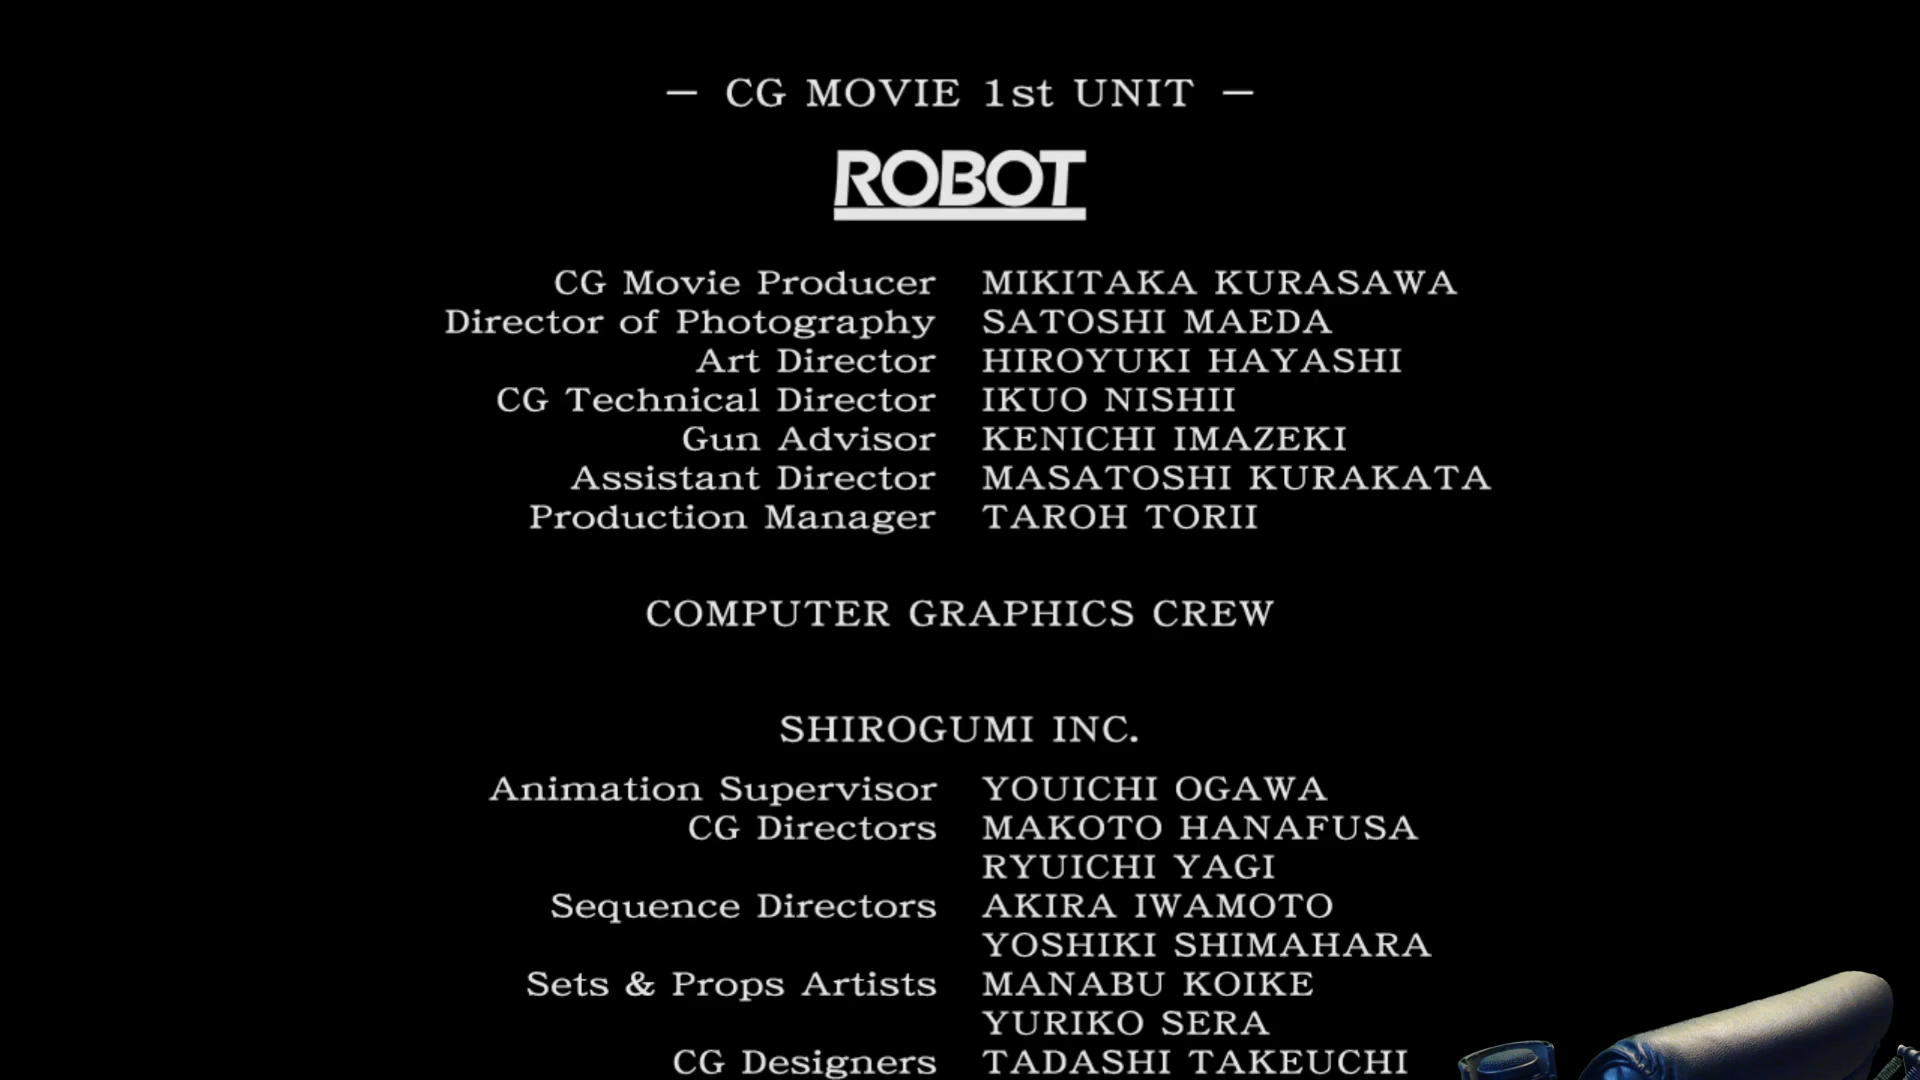 — CG MOVIE 1st UNIT —
ROBOT
CG Movie Producer MIKITAKA KURASAWA
Director of Photography SATOSHI MAEDA
Art Director HIROYUKI HAYASHI
CG Technical Director IKUO NISHII
Gun Advisor KENICHI IMAZEKI
Assistant Director MASATOSHI KURAKATA
Production Manager TAROH TORII
COMPUTER GRAPHICS CREW
SHIROGUMI INC.
Animation Supervisor YOUICHI OGAWA
CG Directors MAKOTO HANAFUSA
RYUICHI YAGI
Sequence Directors AKIRA IWAMOTO
YOSHIKI SHIMAHARA
Sets & Props Artists MANABU KOIKE
YURIKO SERA
CG Designers TADASHI TAKEUCHI